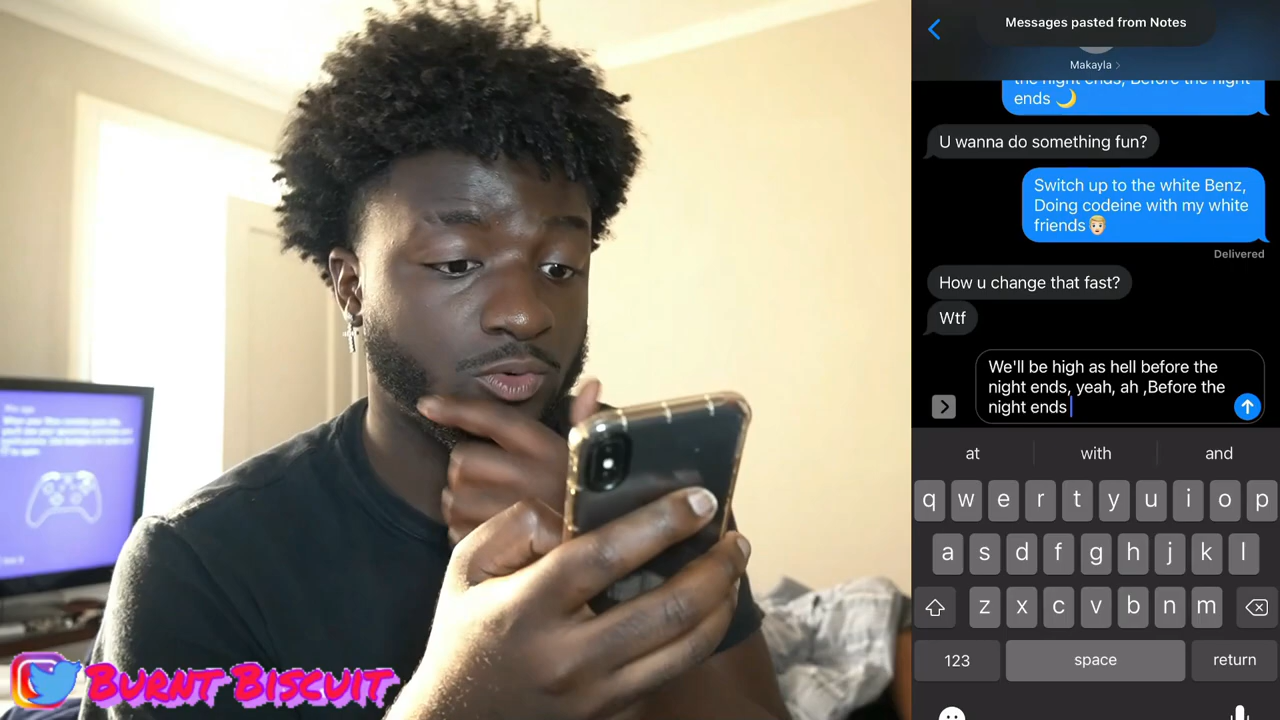 Messages pasted from Notes
Makayla >
the night ends, Before the night
ends 🌙
U wanna do something fun?
Switch up to the white Benz,
Doing codeine with my white
friends👨🏻
Delivered
How u change that fast?
Wtf
We'll be high as hell before the
night ends, yeah, ah ,Before the
night ends
at with and
q w e r t y u i o p
a s d f g h j k l
z x c v b n m
123 space return
Burnt Biscuit